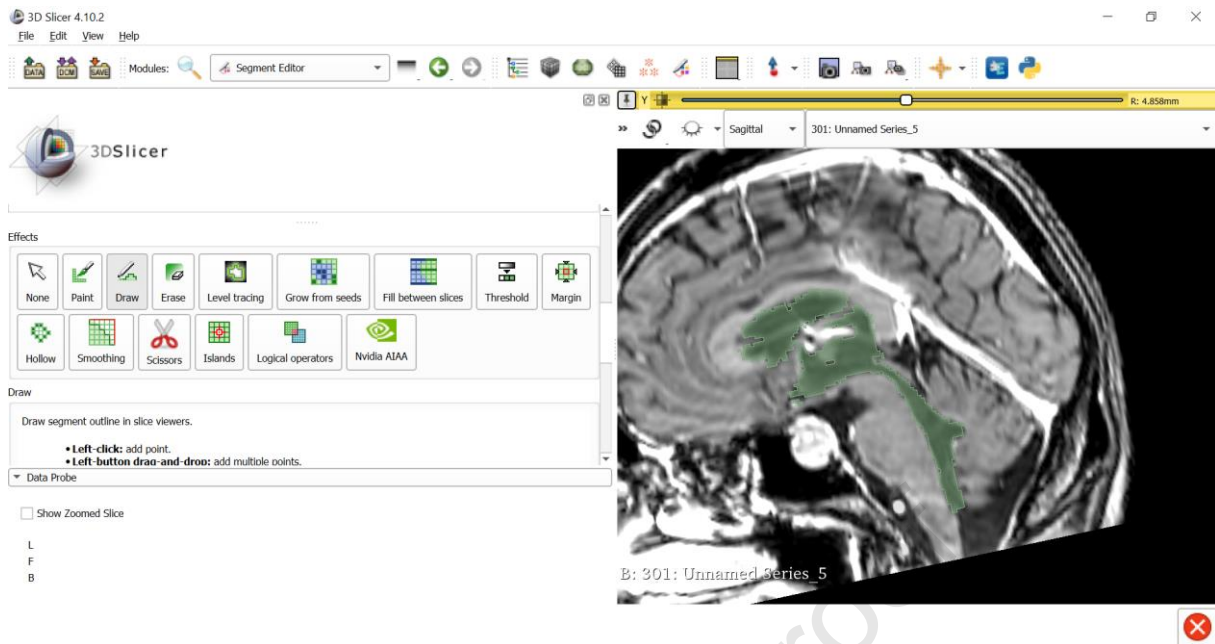 3D Slicer 4.10.2
File Edit View Help
DATA DCM SAVE Modules: Segment Editor
Y R: 4.858mm
» Sagittal 301: Unnamed Series_5
3DSlicer
Effects
None Paint Draw Erase Level tracing Grow from seeds Fill between slices Threshold Margin
Hollow Smoothing Scissors Islands Logical operators Nvidia AIAA
Draw
Draw segment outline in slice viewers.
• Left-click: add point.
• Left-button drag-and-drop: add multiple points.
Data Probe
Show Zoomed Slice
L
F
B
B: 301: Unnamed Series_5